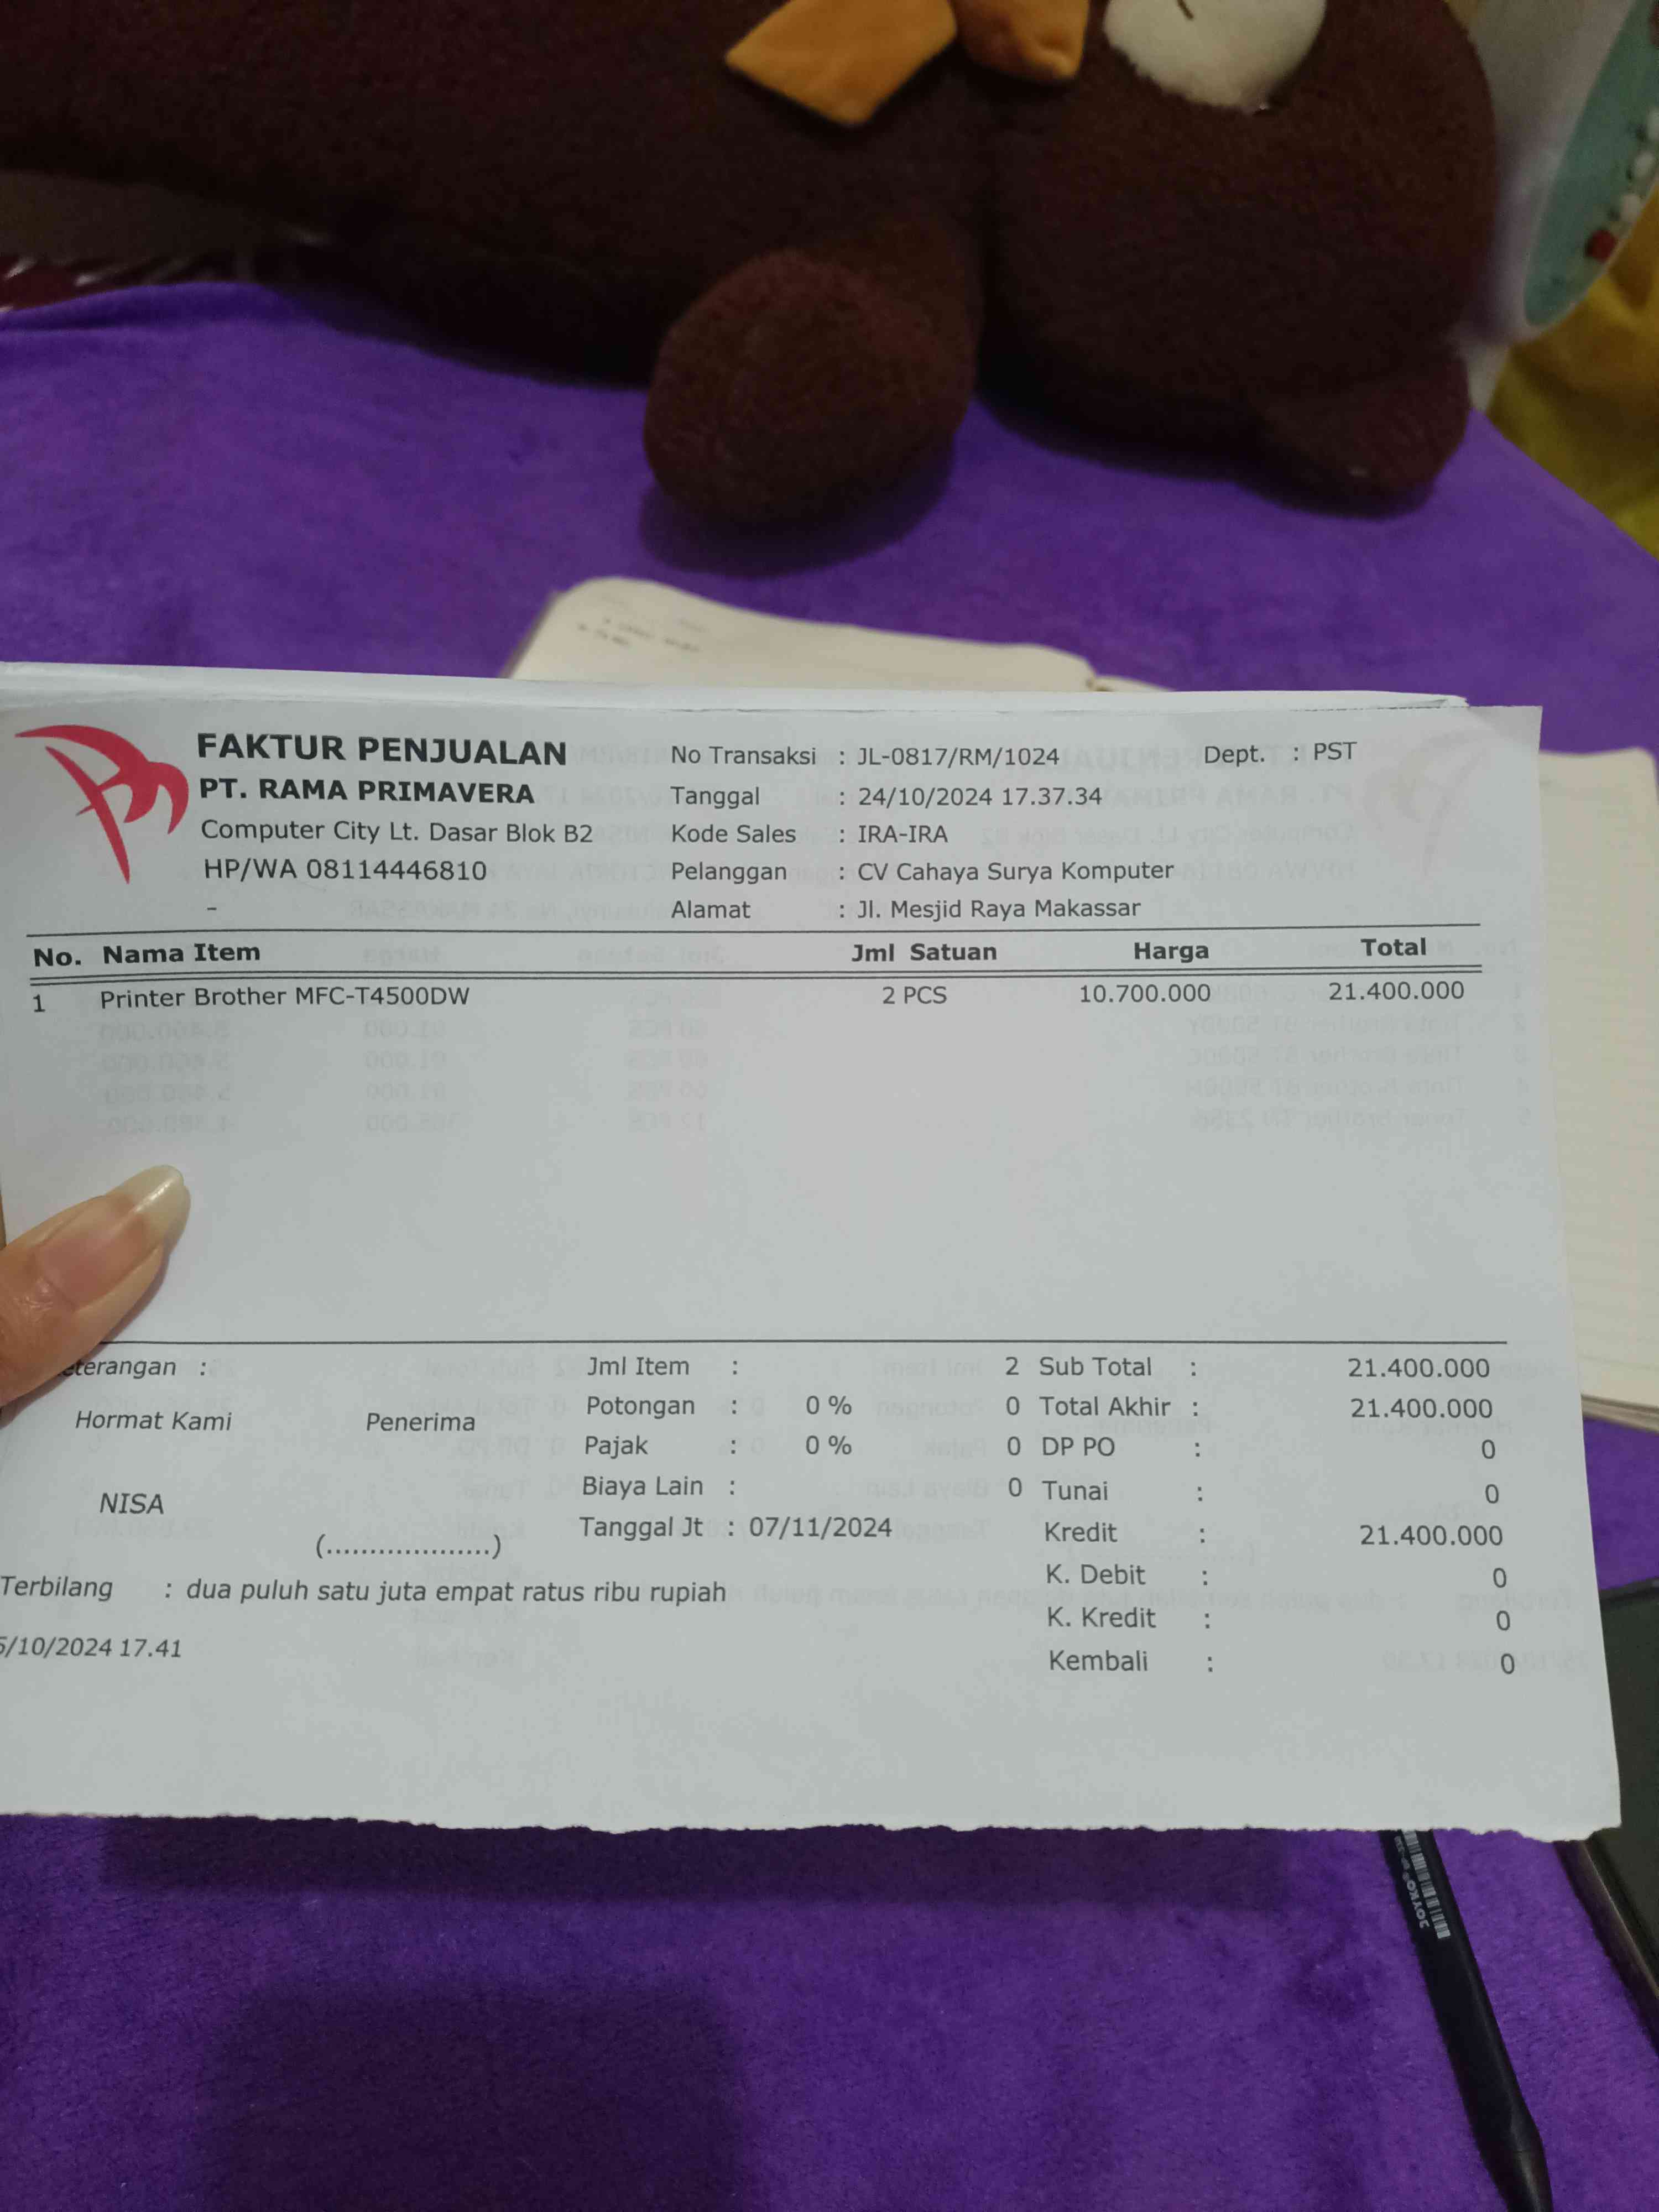 FAKTUR PENJUALAN
PT. RAMA PRIMAVERA
Computer City Lt. Dasar Blok B2
HP/WA 08114446810
-
No Transaksi : JL-0817/RM/1024 Dept. : PST
Tanggal : 24/10/2024 17.37.34
Kode Sales : IRA-IRA
Pelanggan : CV Cahaya Surya Komputer
Alamat : Jl. Mesjid Raya Makassar
No. Nama Item Jml Satuan Harga Total
1 Printer Brother MFC-T4500DW 2 PCS 10.700.000 21.400.000
eterangan :
Hormat Kami Penerima
NISA
(...................)
Jml Item : 2
Potongan : 0 % 0
Pajak : 0 % 0
Biaya Lain : 0
Tanggal Jt : 07/11/2024
Sub Total : 21.400.000
Total Akhir : 21.400.000
DP PO : 0
Tunai : 0
Kredit : 21.400.000
K. Debit : 0
K. Kredit : 0
Kembali : 0
Terbilang : dua puluh satu juta empat ratus ribu rupiah
5/10/2024 17.41
JOYKO